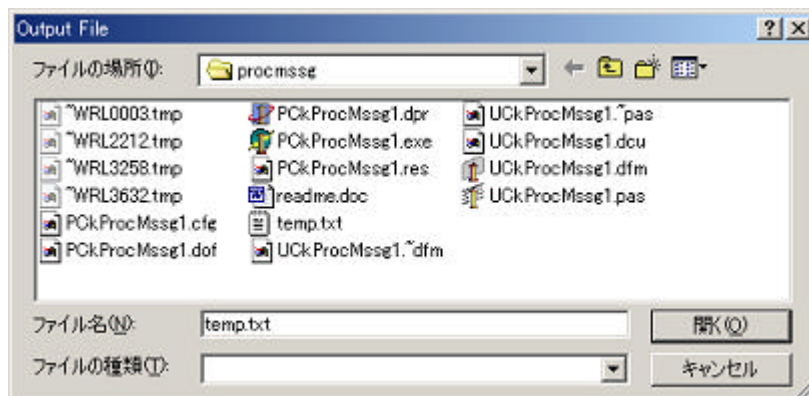 Output File
ファイルの場所(I):
procmssg
~WRL0003.tmp
~WRL2212.tmp
~WRL3258.tmp
~WRL3632.tmp
PCkProcMssg1.cfg
PCkProcMssg1.dof
PCkProcMssg1.dpr
PCkProcMssg1.exe
PCkProcMssg1.res
readme.doc
temp.txt
UCkProcMssg1.~dfm
UCkProcMssg1.~pas
UCkProcMssg1.dcu
UCkProcMssg1.dfm
UCkProcMssg1.pas
ファイル名(N):
temp.txt
開く(O)
ファイルの種類(T):
キャンセル